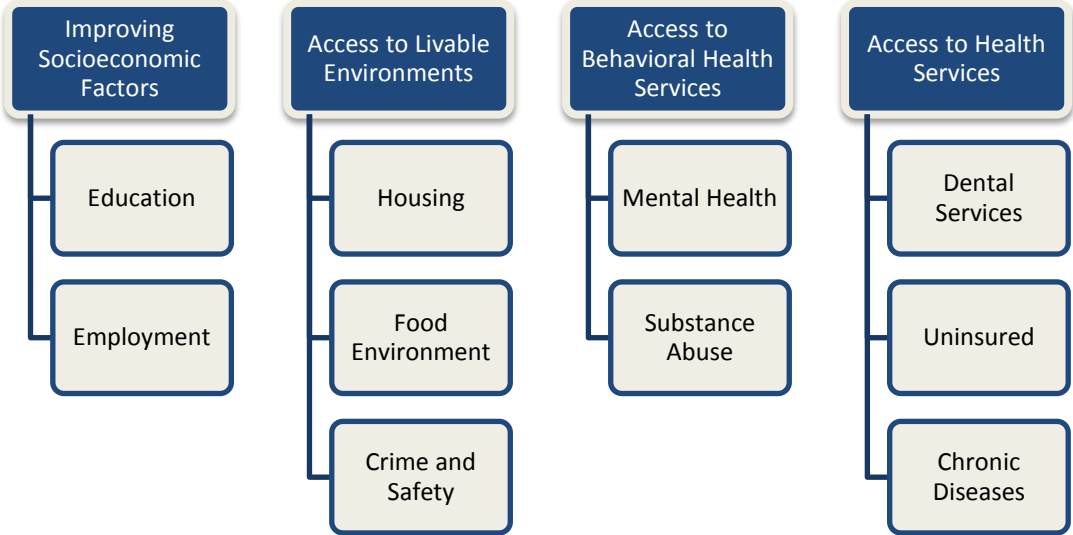 Improving
Socioeconomic
Factors
Education
Employment
Access to Livable
Environments
Housing
Food
Environment
Crime and
Safety
Access to
Behavioral Health
Services
Mental Health
Substance
Abuse
Access to Health
Services
Dental
Services
Uninsured
Chronic
Diseases